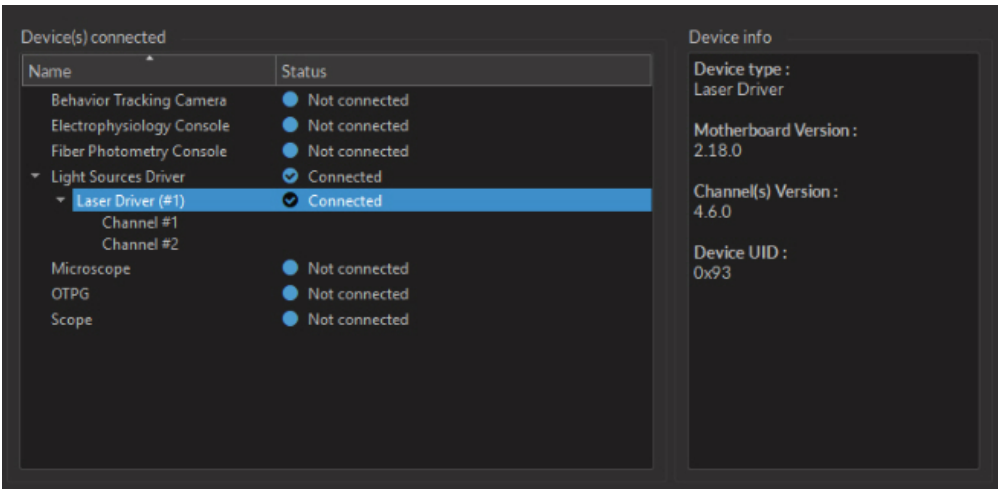 Device(s) connected
Name Status
Behavior Tracking Camera Not connected
Electrophysiology Console Not connected
Fiber Photometry Console Not connected
Light Sources Driver Connected
Laser Driver (#1) Connected
Channel #1
Channel #2
Microscope Not connected
OTPG Not connected
Scope Not connected
Device info
Device type :
Laser Driver
Motherboard Version :
2.18.0
Channel(s) Version :
4.6.0
Device UID :
0x93